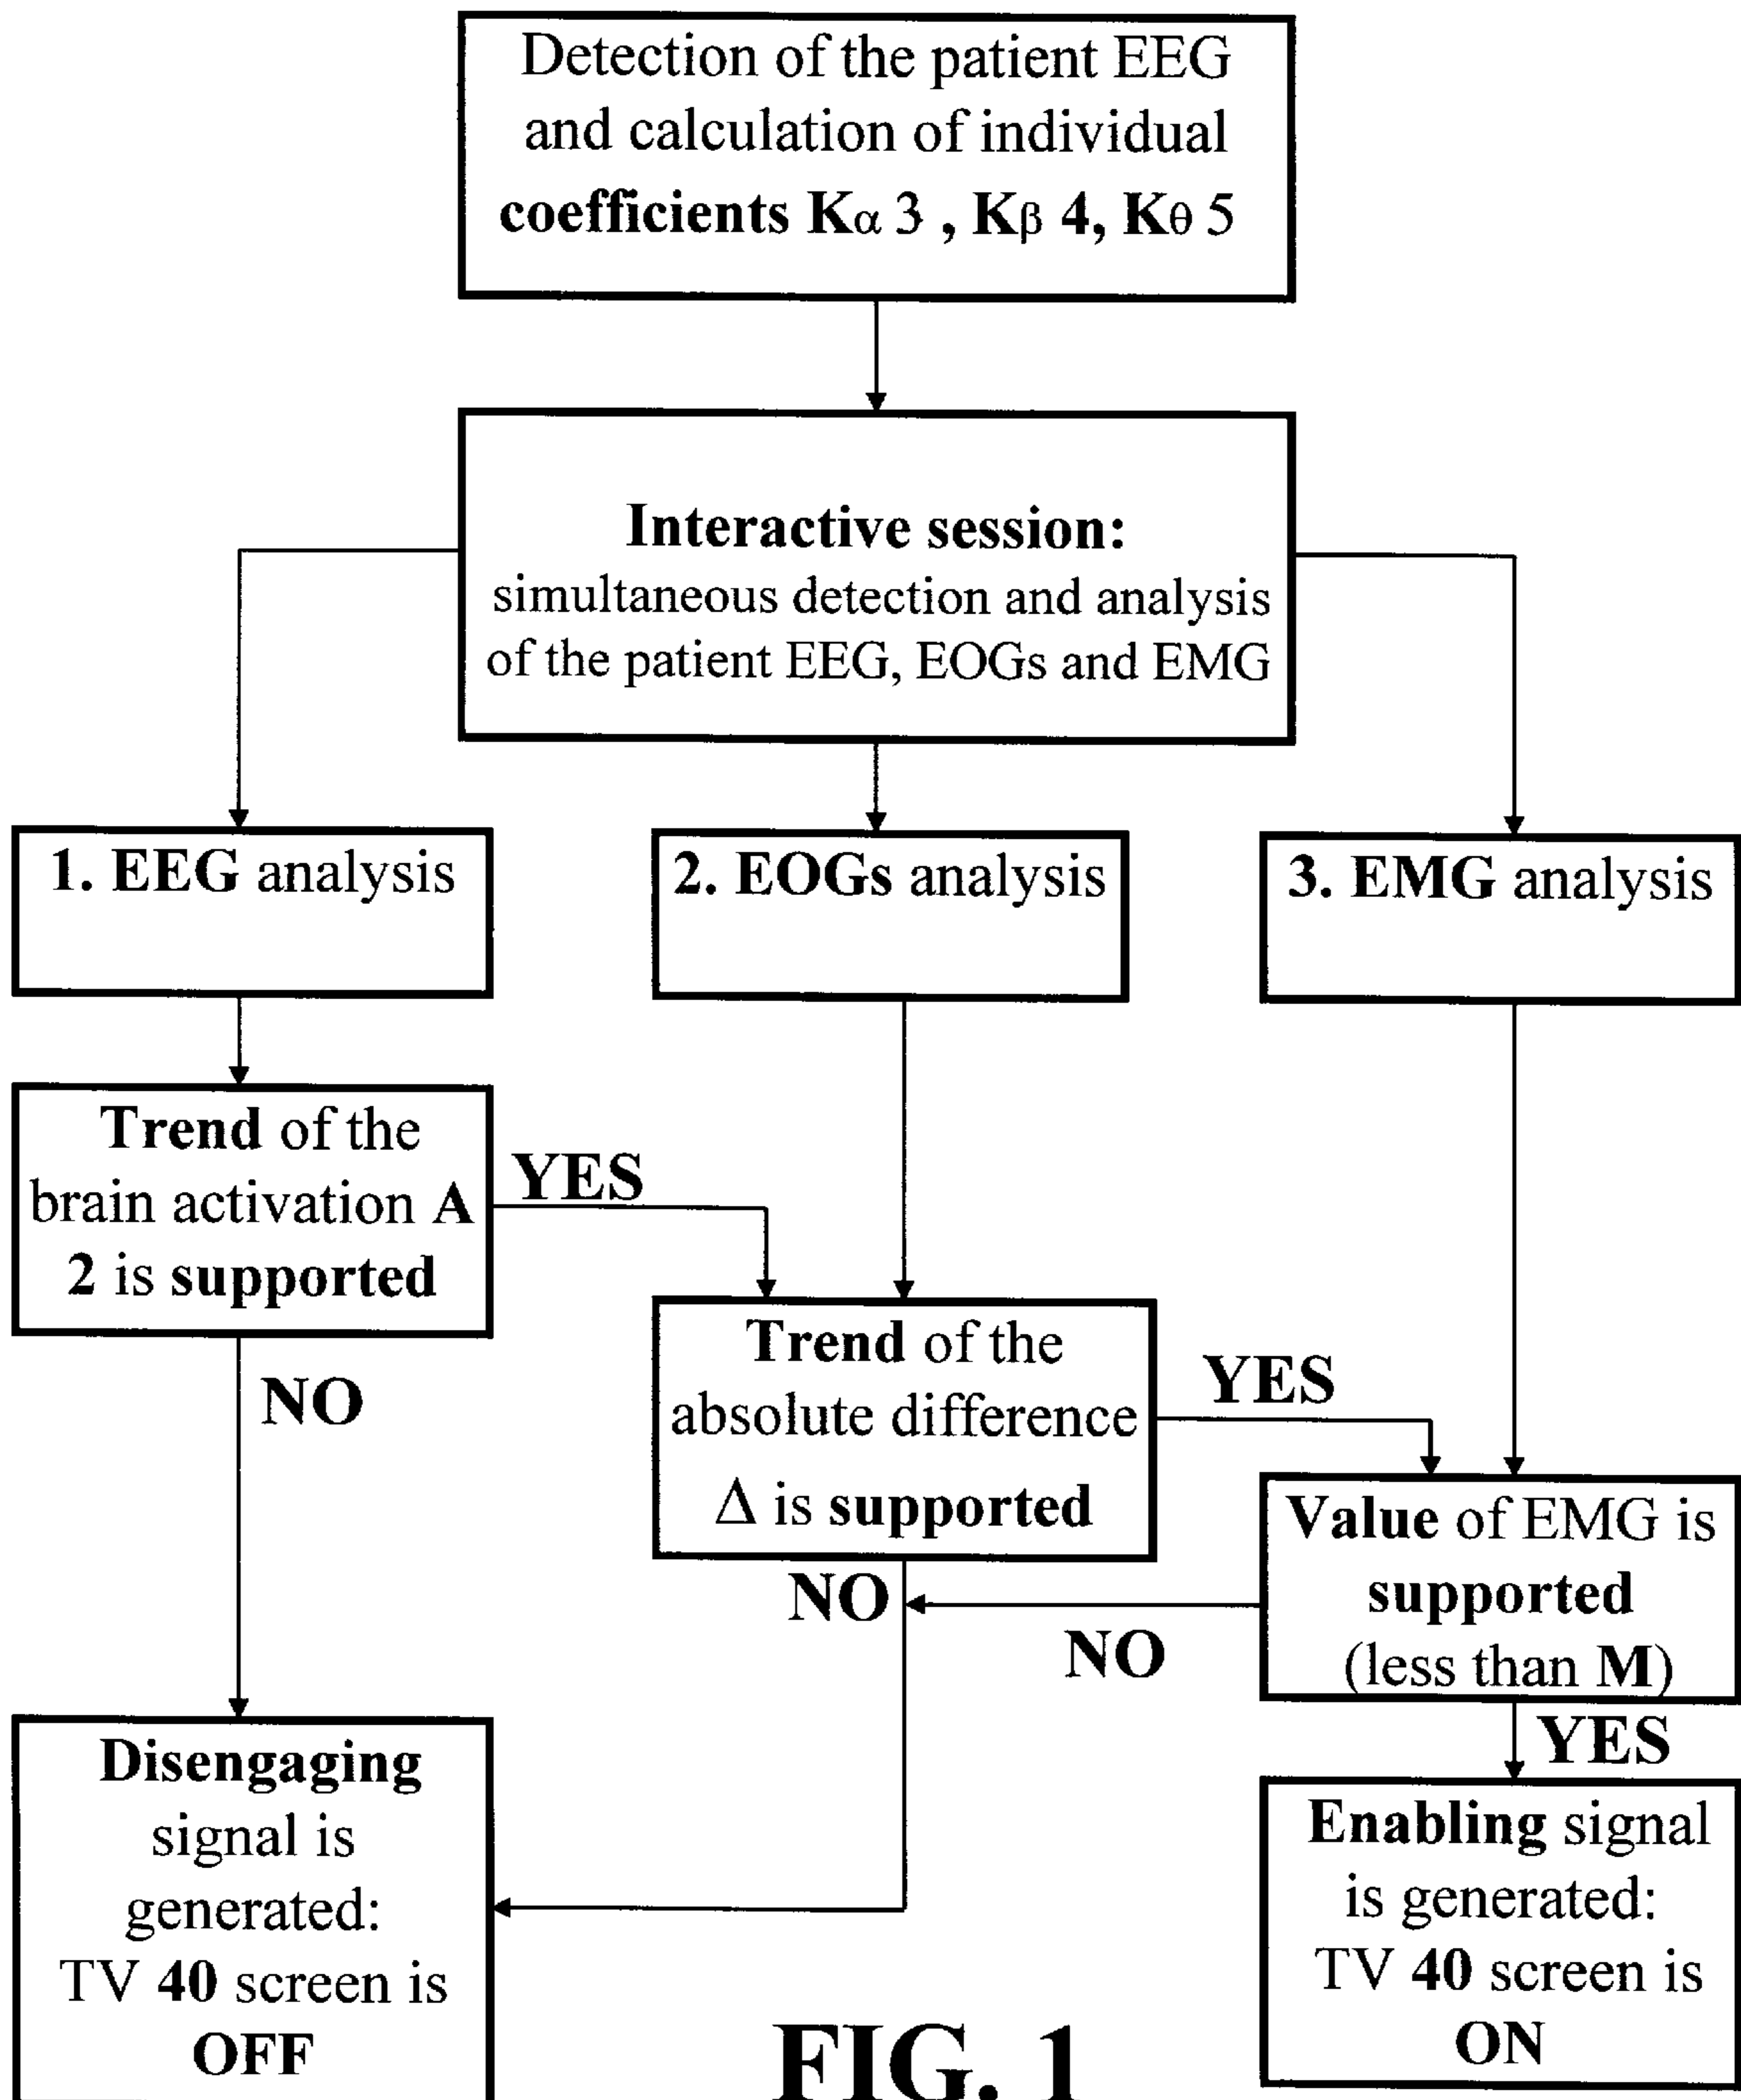 Detection of the patient EEG
and calculation of individual
coefficients Kα 3 , Kβ 4, Kθ 5
Interactive session:
simultaneous detection and analysis
of the patient EEG, EOGs and EMG
1. EEG analysis
2. EOGs analysis
3. EMG analysis
Trend of the
brain activation A
2 is supported
YES
NO
Trend of the
absolute difference
Δ is supported
YES
NO
Value of EMG is
supported
(less than M)
NO
YES
Disengaging
signal is
generated:
TV 40 screen is
OFF
Enabling signal
is generated:
TV 40 screen is
ON
FIG. 1